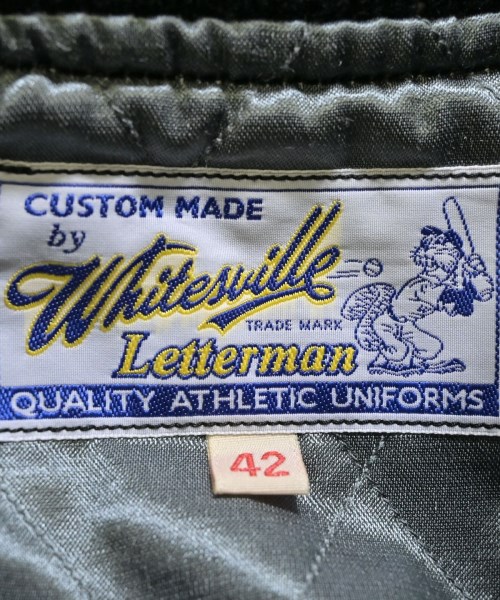 CUSTOM MADE
by
Whitesville
TRADE MARK
Letterman
QUALITY ATHLETIC UNIFORMS
42